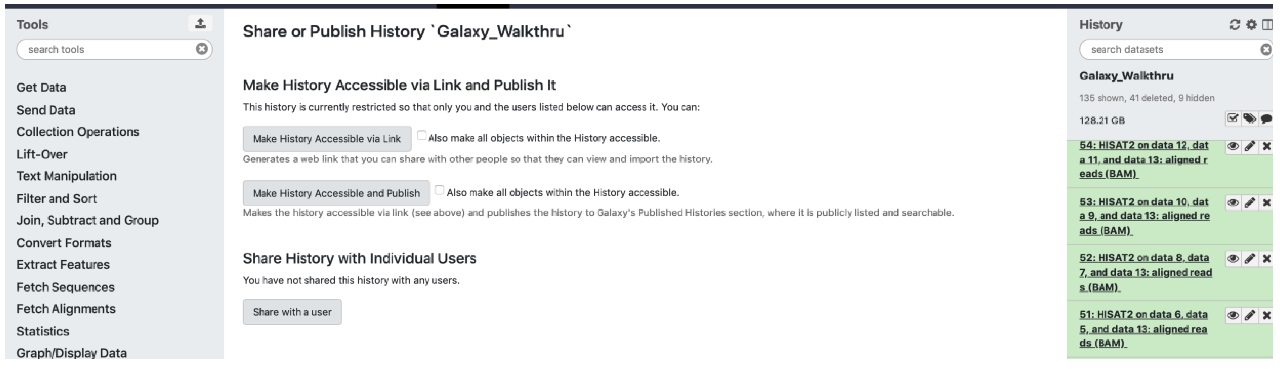 Tools
search tools
Get Data
Send Data
Collection Operations
Lift-Over
Text Manipulation
Filter and Sort
Join, Subtract and Group
Convert Formats
Extract Features
Fetch Sequences
Fetch Alignments
Statistics
Graph/Display Data
Share or Publish History `Galaxy_Walkthru`
Make History Accessible via Link and Publish It
This history is currently restricted so that only you and the users listed below can access it. You can:
Make History Accessible via Link Also make all objects within the History accessible.
Generates a web link that you can share with other people so that they can view and import the history.
Make History Accessible and Publish Also make all objects within the History accessible.
Makes the history accessible via link (see above) and publishes the history to Galaxy's Published Histories section, where it is publicly listed and searchable.
Share History with Individual Users
You have not shared this history with any users.
Share with a user
History
search datasets
Galaxy_Walkthru
135 shown, 41 deleted, 9 hidden
128.21 GB
54: HISAT2 on data 12, dat
a 11, and data 13: aligned r
eads (BAM)
53: HISAT2 on data 10, dat
a 9, and data 13: aligned re
ads (BAM)
52: HISAT2 on data 8, data
7, and data 13: aligned read
s (BAM)
51: HISAT2 on data 6, data
5, and data 13: aligned rea
ds (BAM)